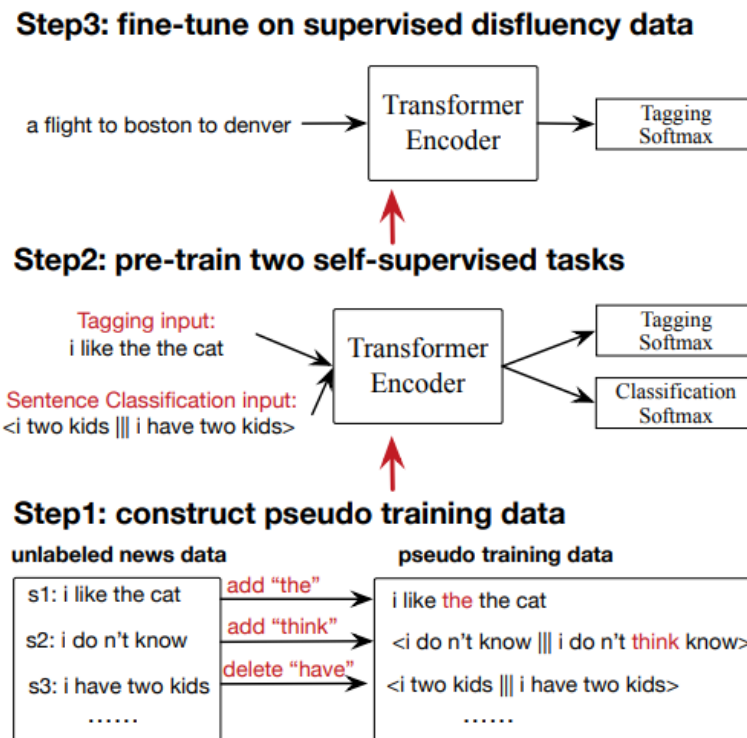 Step3: fine-tune on supervised disfluency data
a flight to boston to denver
Transformer
Encoder
Tagging
Softmax
Step2: pre-train two self-supervised tasks
Tagging input:
i like the the cat
Sentence Classification input:
<i two kids ||| i have two kids>
Transformer
Encoder
Tagging
Softmax
Classification
Softmax
Step1: construct pseudo training data
unlabeled news data
pseudo training data
s1: i like the cat
add “the”
i like the the cat
s2: i do n't know
add “think”
<i do n't know ||| i do n't think know>
s3: i have two kids
delete “have”
<i two kids ||| i have two kids>
......
......